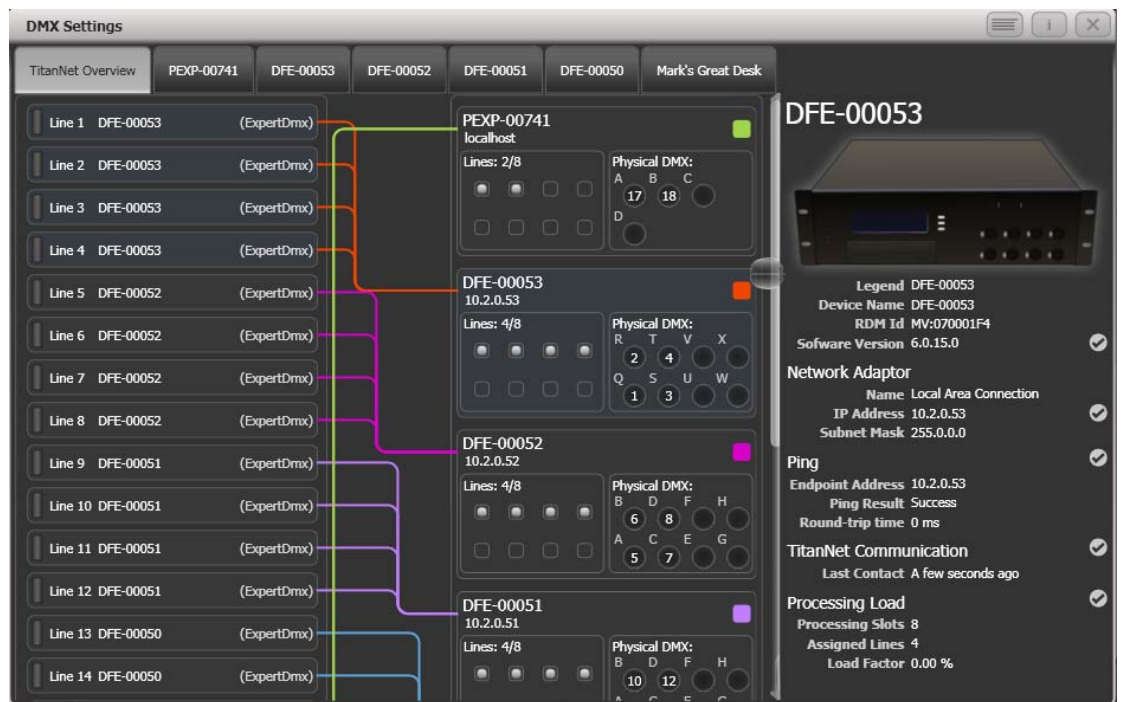 DMX Settings
i
TitanNet Overview PEXP-00741 DFE-00053 DFE-00052 DFE-00051 DFE-00050 Mark's Great Desk
Line 1 DFE-00053 (ExpertDmx)
Line 2 DFE-00053 (ExpertDmx)
Line 3 DFE-00053 (ExpertDmx)
Line 4 DFE-00053 (ExpertDmx)
Line 5 DFE-00052 (ExpertDmx)
Line 6 DFE-00052 (ExpertDmx)
Line 7 DFE-00052 (ExpertDmx)
Line 8 DFE-00052 (ExpertDmx)
Line 9 DFE-00051 (ExpertDmx)
Line 10 DFE-00051 (ExpertDmx)
Line 11 DFE-00051 (ExpertDmx)
Line 12 DFE-00051 (ExpertDmx)
Line 13 DFE-00050 (ExpertDmx)
Line 14 DFE-00050 (ExpertDmx)
PEXP-00741
localhost
Lines: 2/8
Physical DMX:
A B C
17 18
D
DFE-00053
10.2.0.53
Lines: 4/8
Physical DMX:
R T V X
2 4
Q S U W
1 3
DFE-00052
10.2.0.52
Lines: 4/8
Physical DMX:
B D F H
6 8
A C E G
5 7
DFE-00051
10.2.0.51
Lines: 4/8
Physical DMX:
B D F H
10 12
A C E G
DFE-00053
Legend DFE-00053
Device Name DFE-00053
RDM Id MV:070001F4
Sofware Version 6.0.15.0
Network Adaptor
Name Local Area Connection
IP Address 10.2.0.53
Subnet Mask 255.0.0.0
Ping
Endpoint Address 10.2.0.53
Ping Result Success
Round-trip time 0 ms
TitanNet Communication
Last Contact A few seconds ago
Processing Load
Processing Slots 8
Assigned Lines 4
Load Factor 0.00 %